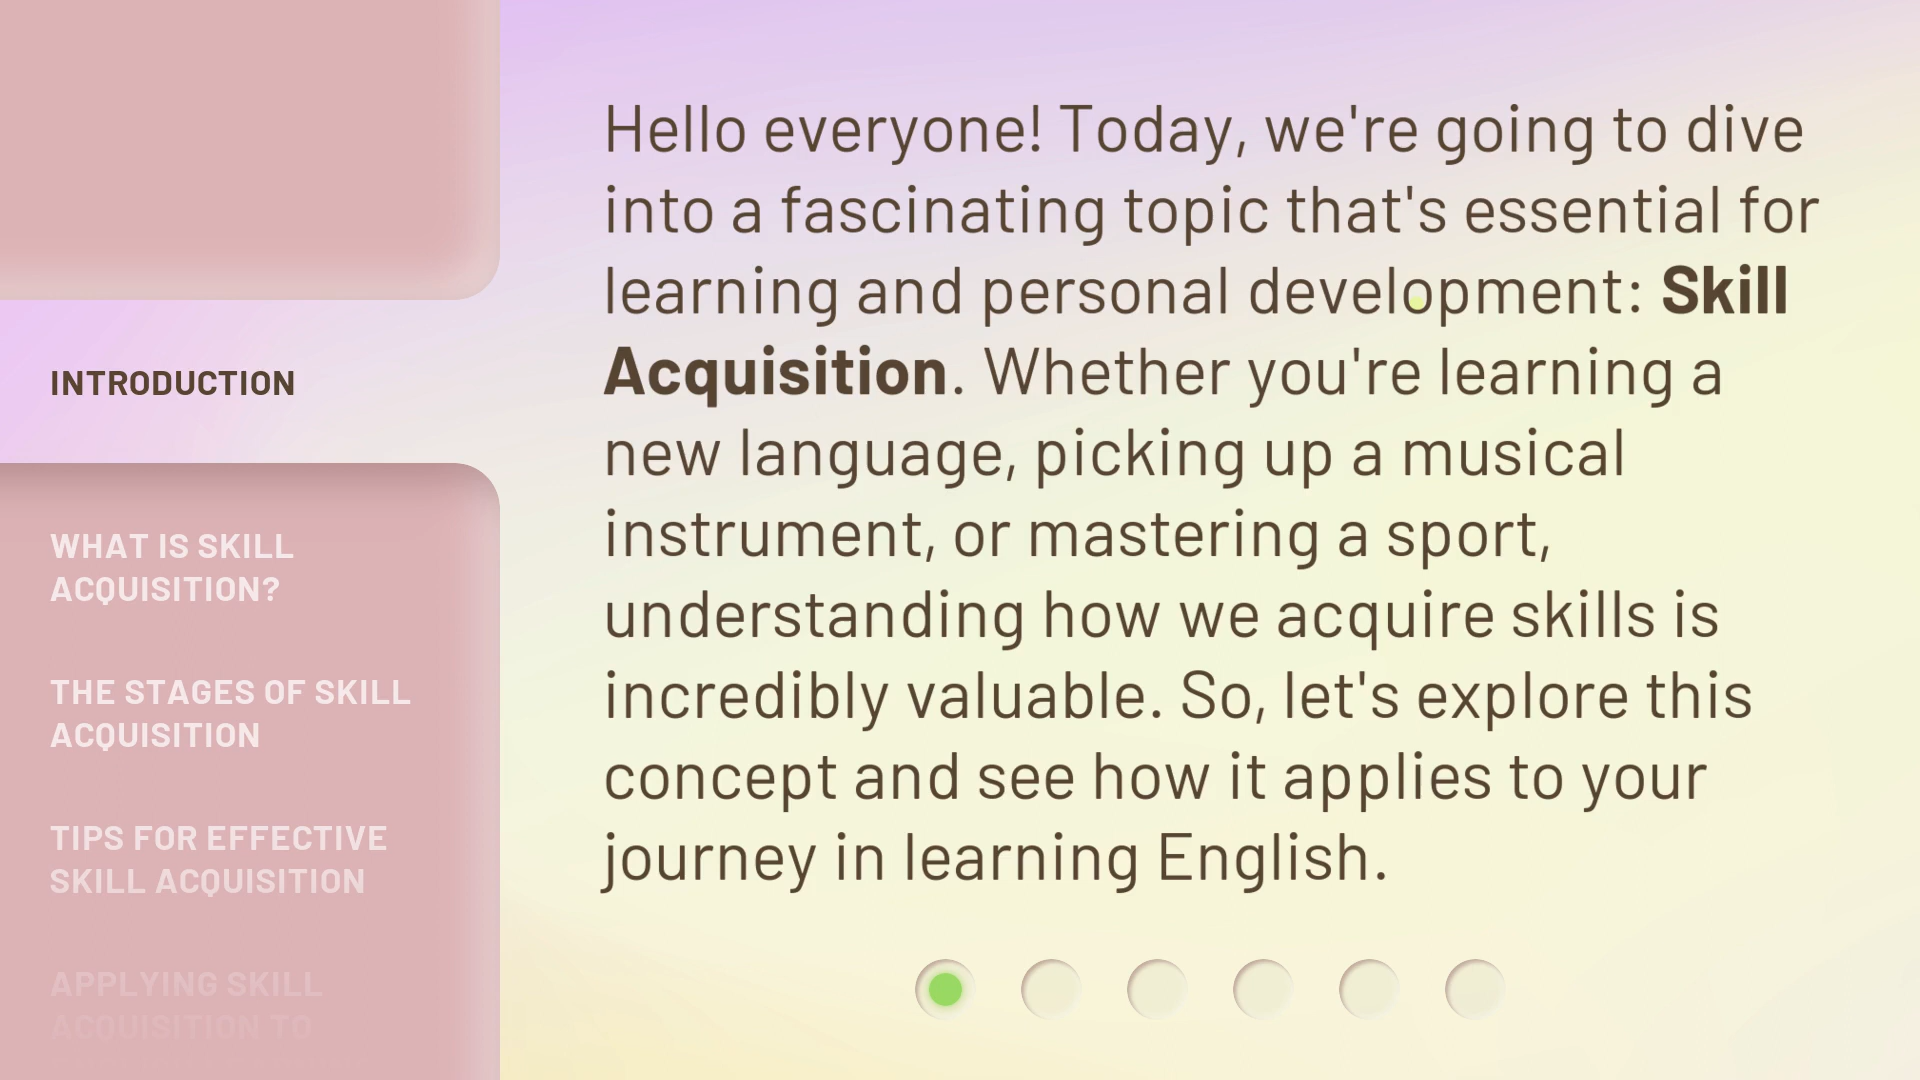 INTRODUCTION
WHAT IS SKILL
ACQUISITION?
THE STAGES OF SKILL
ACQUISITION
TIPS FOR EFFECTIVE
SKILL ACQUISITION
APPLYING SKILL
ACQUISITION TO
Hello everyone! Today, we're going to dive
into a fascinating topic that's essential for
learning and personal development: Skill
Acquisition. Whether you're learning a
new language, picking up a musical
instrument, or mastering a sport,
understanding how we acquire skills is
incredibly valuable. So, let's explore this
concept and see how it applies to your
journey in learning English.